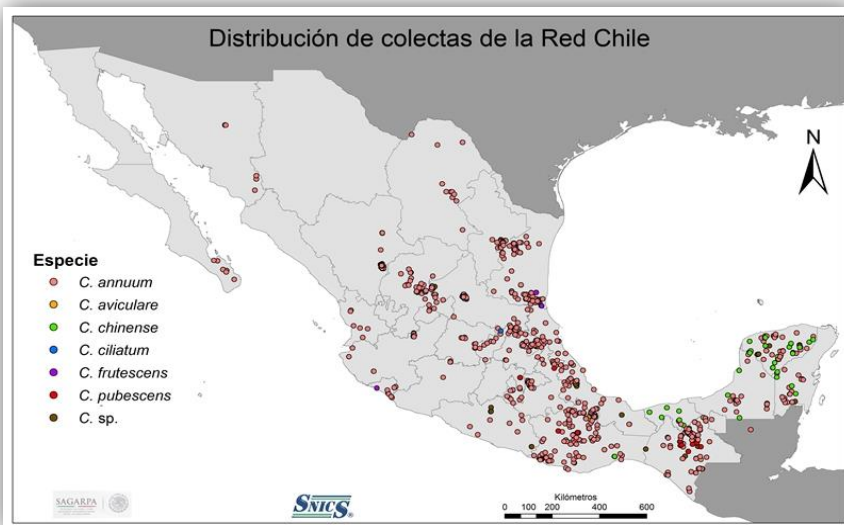 Distribución de colectas de la Red Chile
N
Especie
C. annuum
C. aviculare
C. chinense
C. ciliatum
C. frutescens
C. pubescens
C. sp.
SAGARPA
SNICS®
Kilómetros
0 100 200 400 600